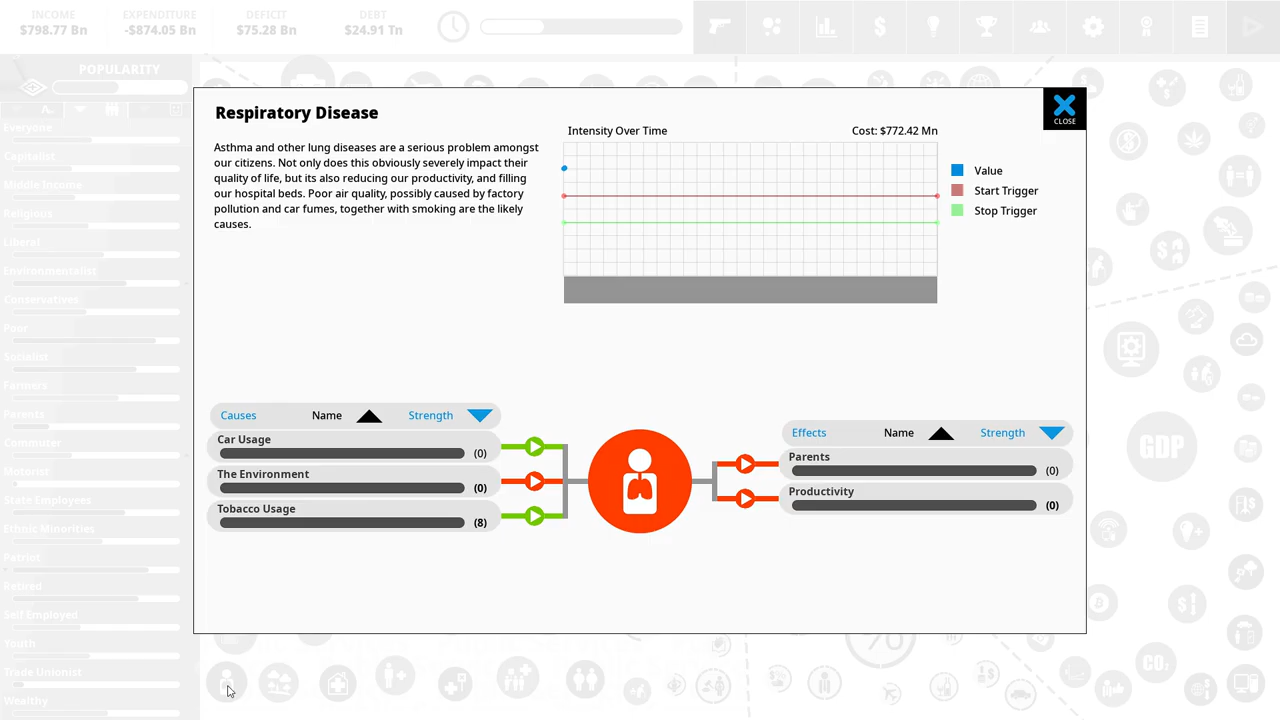 INCOME
$798.77 Bn
EXPENDITURE
-$874.05 Bn
DEFICIT
$75.28 Bn
DEBT
$24.91 Tn
POPULARITY
Everyone
Capitalist
Middle Income
Religious
Liberal
Environmentalist
Conservatives
Poor
Socialist
Farmers
Parents
Commuter
Motorist
State Employees
Ethnic Minorities
Patriot
Retired
Self Employed
Youth
Trade Unionist
Wealthy
Respiratory Disease
CLOSE
Asthma and other lung diseases are a serious problem amongst
our citizens. Not only does this obviously severely impact their
quality of life, but its also reducing our productivity, and filling
our hospital beds. Poor air quality, possibly caused by factory
pollution and car fumes, together with smoking are the likely
causes.
Intensity Over Time
Cost: $772.42 Mn
Value
Start Trigger
Stop Trigger
Causes Name Strength
Car Usage
(0)
The Environment
(0)
Tobacco Usage
(8)
Effects Name Strength
Parents
(0)
Productivity
(0)
GDP
CO2